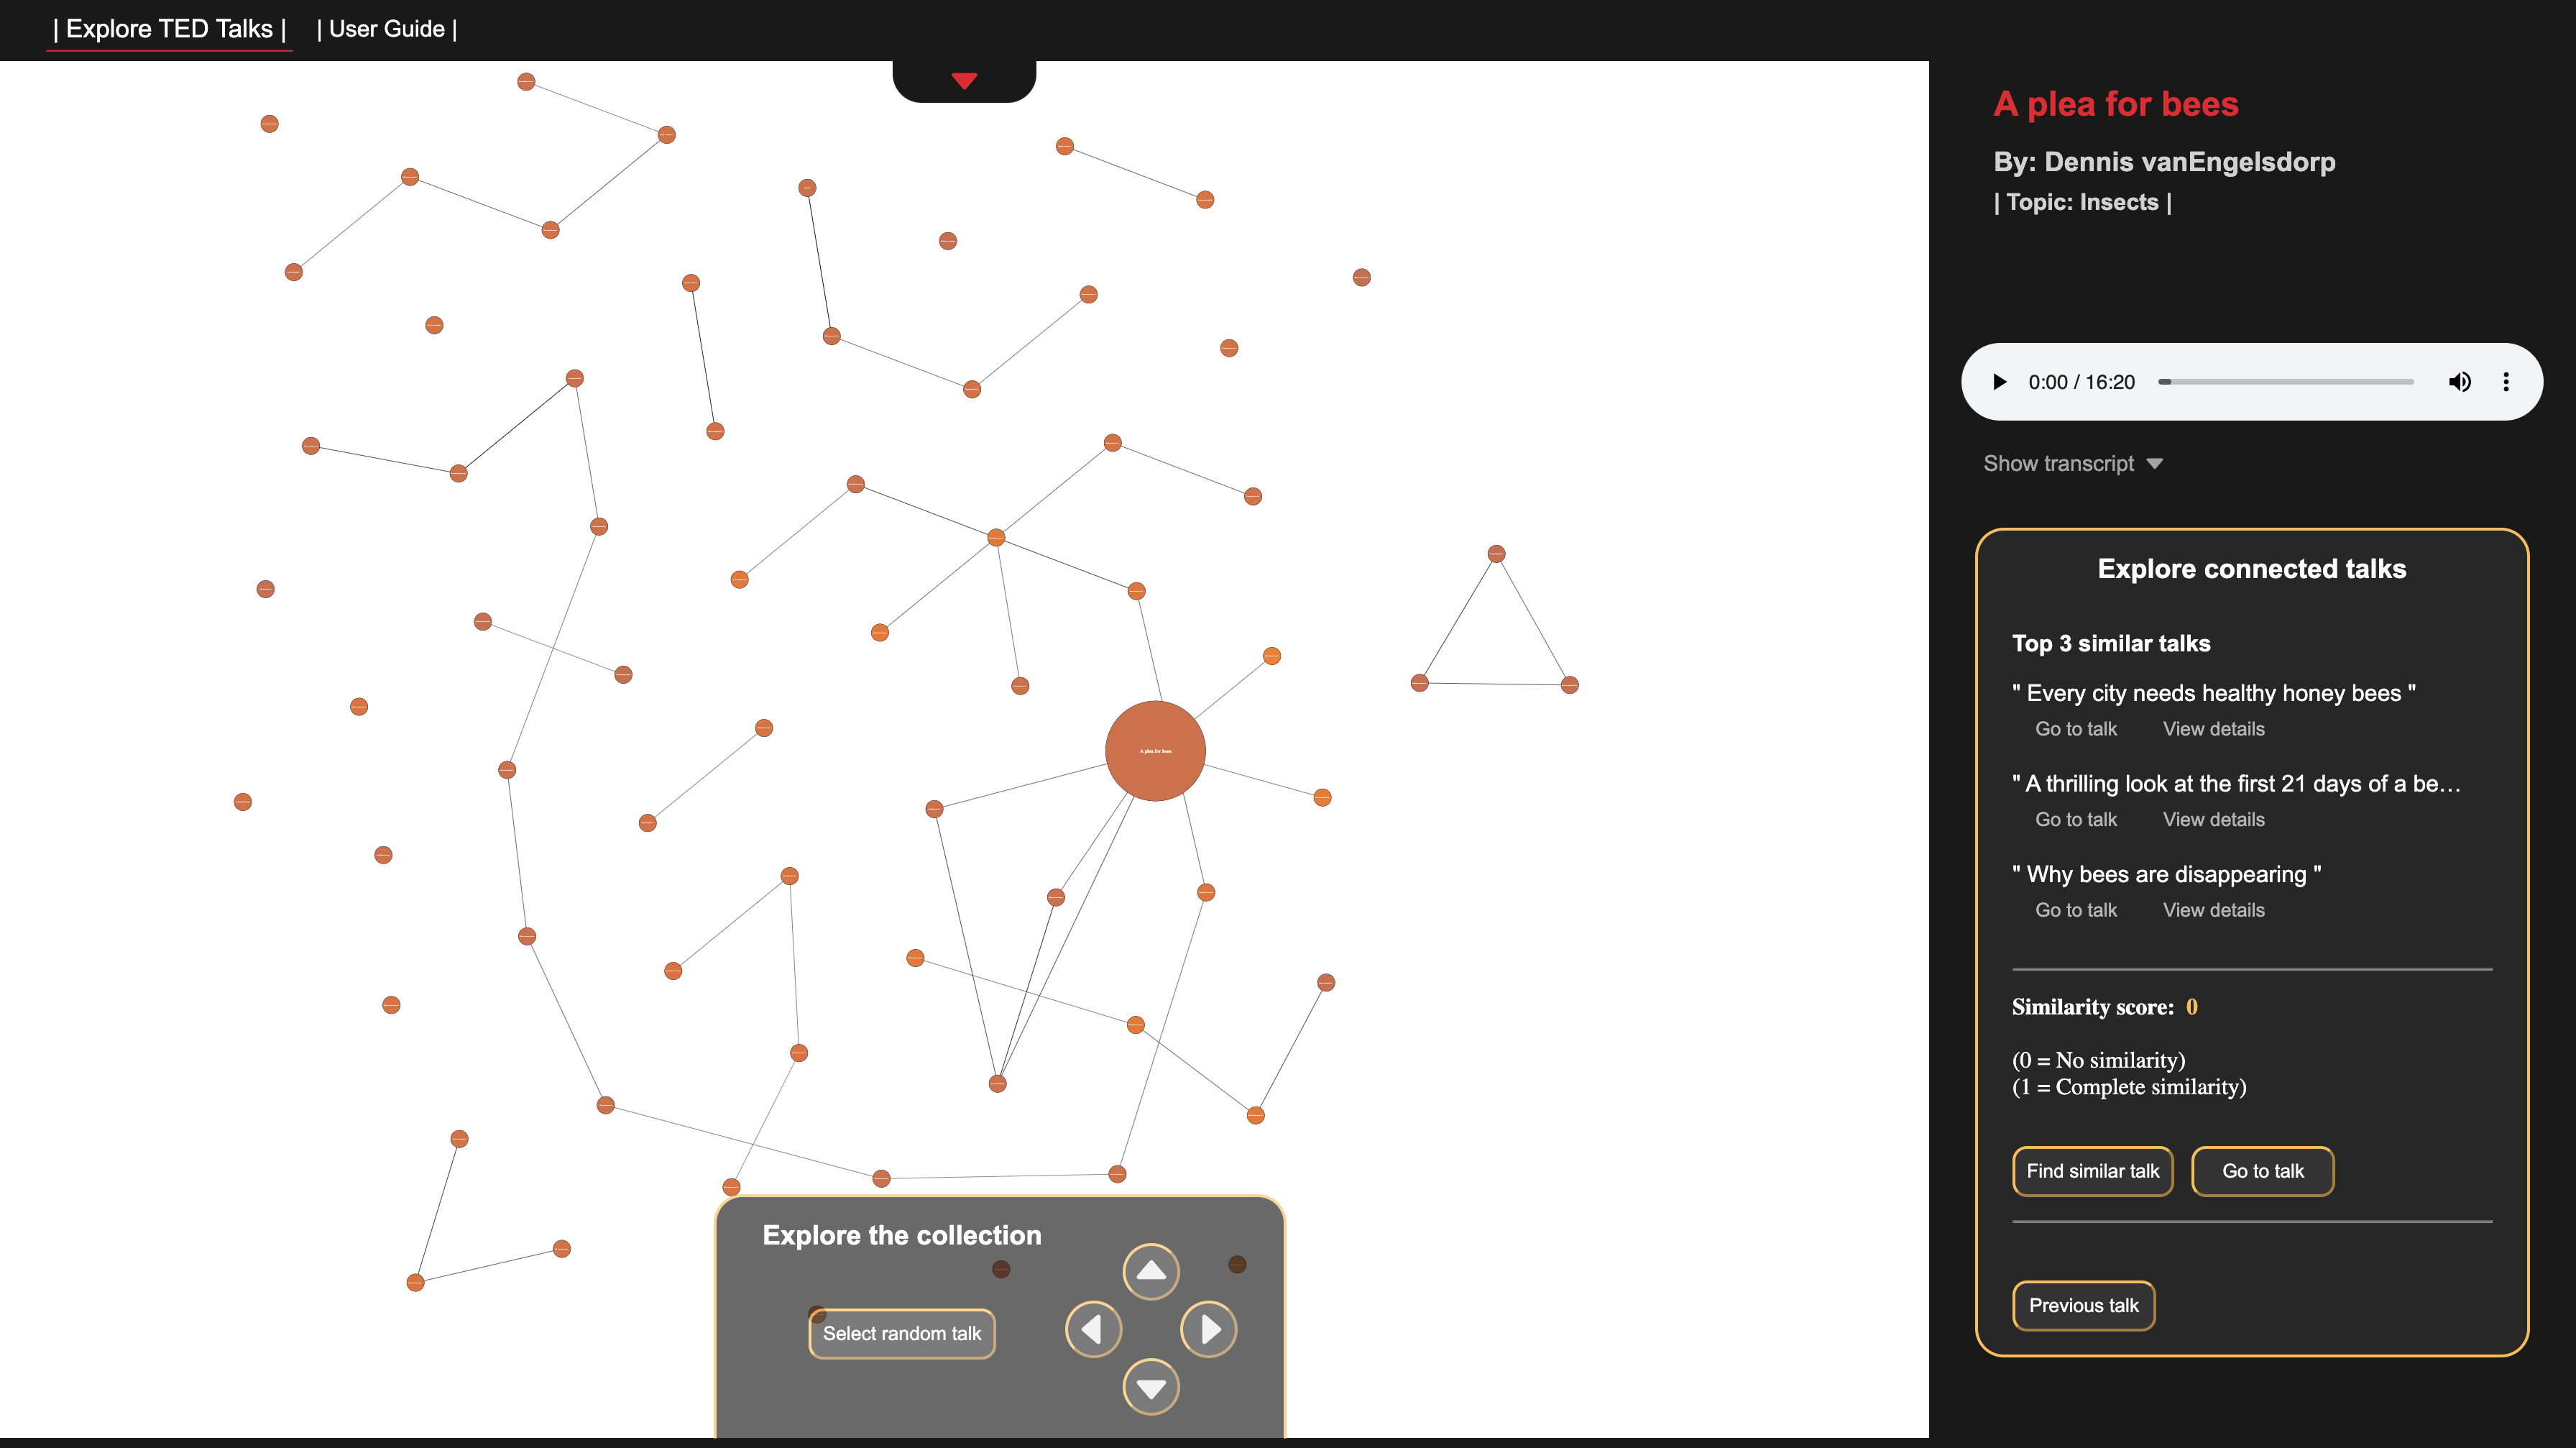 | Explore TED Talks |
| User Guide |
A plea for bees
By: Dennis vanEngelsdorp
| Topic: Insects |
0:00 / 16:20
Show transcript
Explore connected talks
Top 3 similar talks
" Every city needs healthy honey bees "
Go to talk View details
" A thrilling look at the first 21 days of a be…
Go to talk View details
" Why bees are disappearing "
Go to talk View details
Similarity score: 0
(0 = No similarity)
(1 = Complete similarity)
Find similar talk
Go to talk
Previous talk
A plea for bees
Explore the collection
Select random talk